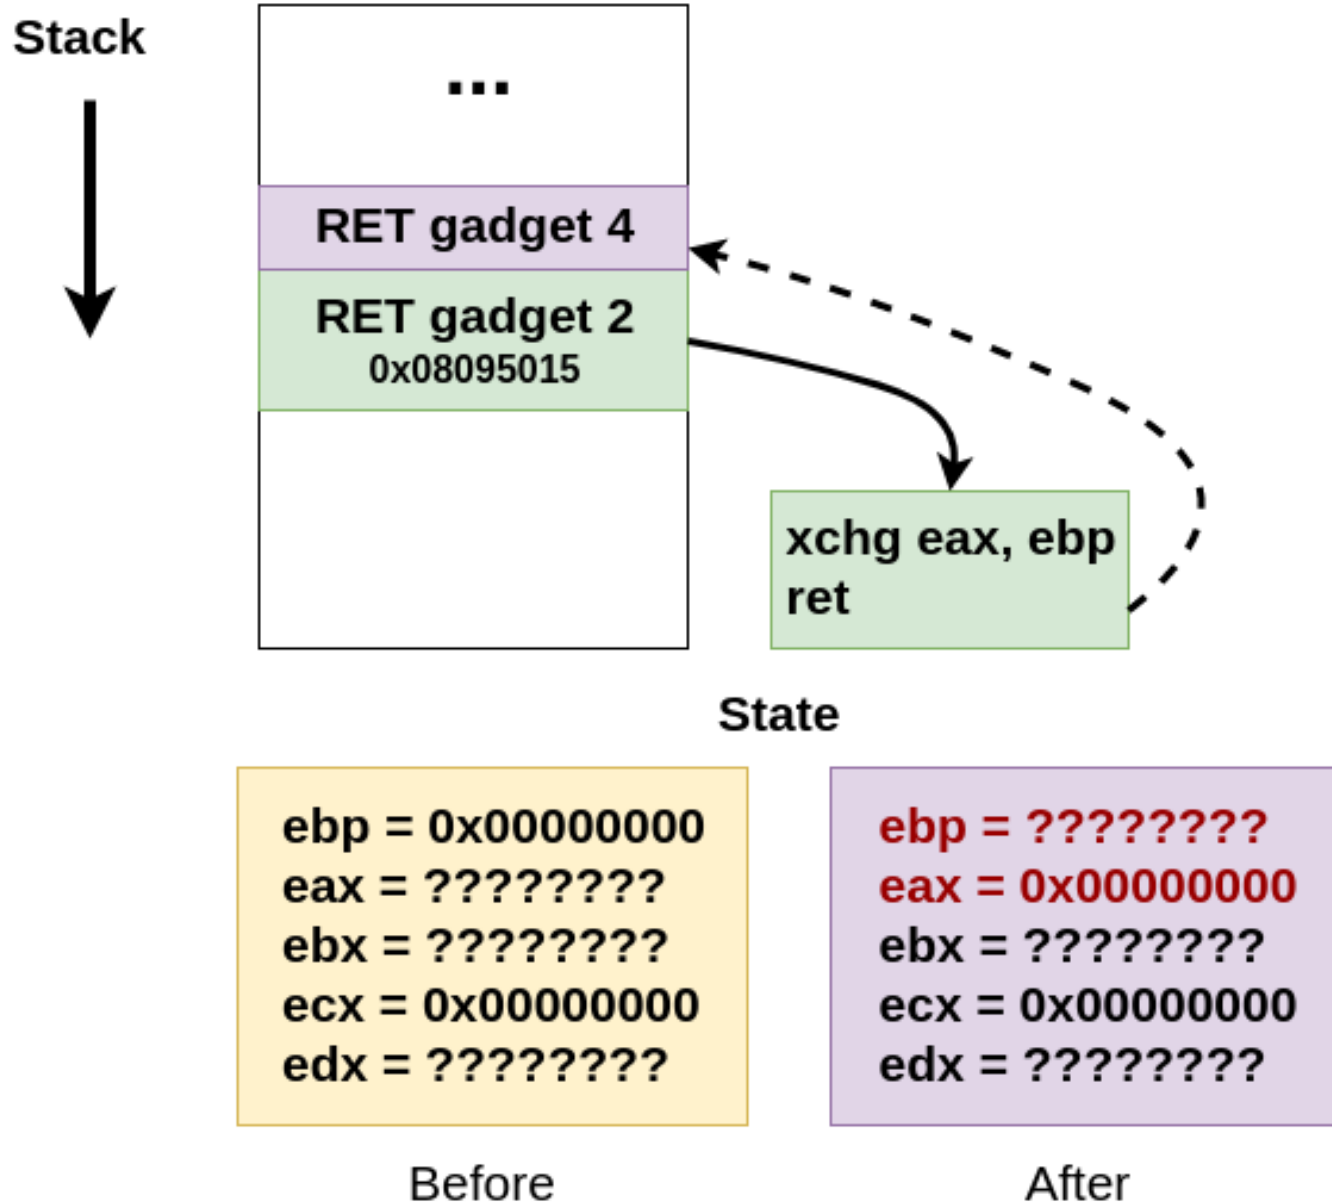 Stack
...
RET gadget 4
RET gadget 2
0x08095015
xchg eax, ebp
ret
State
ebp = 0x00000000
eax = ????????
ebx = ????????
ecx = 0x00000000
edx = ????????
Before
ebp = ????????
eax = 0x00000000
ebx = ????????
ecx = 0x00000000
edx = ????????
After